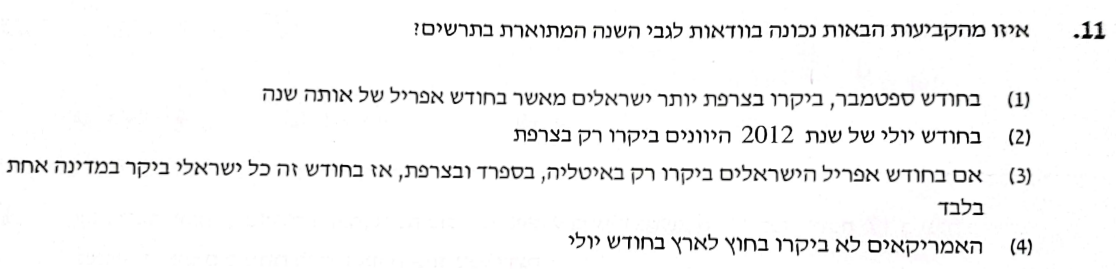 11. איזו מהקביעות הבאות נכונה בוודאות לגבי השנה המתוארת בתרשים?
(1) בחודש ספטמבר, ביקרו בצרפת יותר ישראלים מאשר בחודש אפריל של אותה שנה
(2) בחודש יולי של שנת 2012 היוונים ביקרו רק בצרפת
(3) אם בחודש אפריל הישראלים ביקרו רק באיטליה, בספרד ובצרפת, אז בחודש זה כל ישראלי ביקר במדינה אחת
בלבד
(4) האמריקאים לא ביקרו בחוץ לארץ בחודש יולי